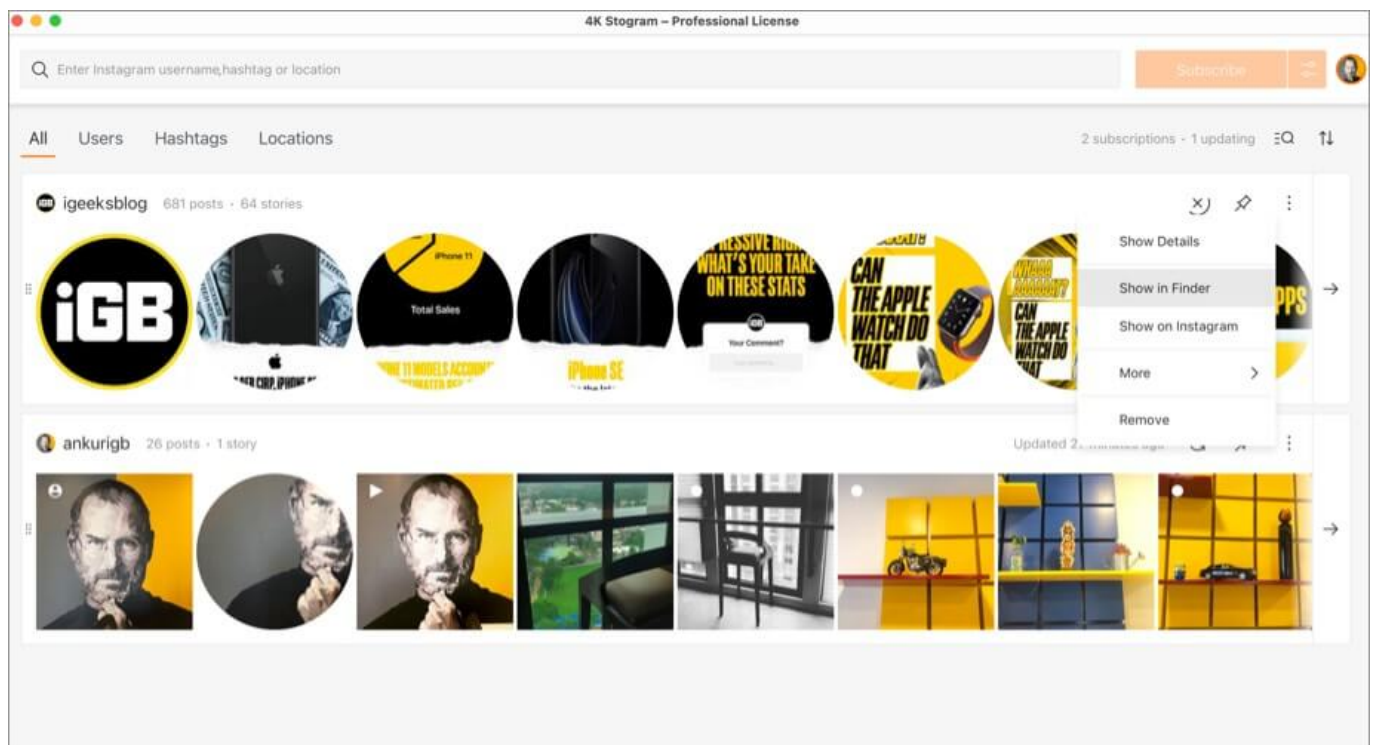 4K Stogram – Professional License
Enter Instagram username,hashtag or location
Subscribe
All Users Hashtags Locations
2 subscriptions - 1 updating
igeeksblog 681 posts · 64 stories
iGB
iPhone 11
Total Sales
iPhone SE
WHAT'S YOUR TAKE
ON THESE STATS
iGB
Your Comment?
CAN
THE APPLE
WATCH DO
THAT
CAN
THE APPLE
WATCH DO
THAT
PPS
Show Details
Show in Finder
Show on Instagram
More
Remove
ankurigb 26 posts · 1 story
Updated